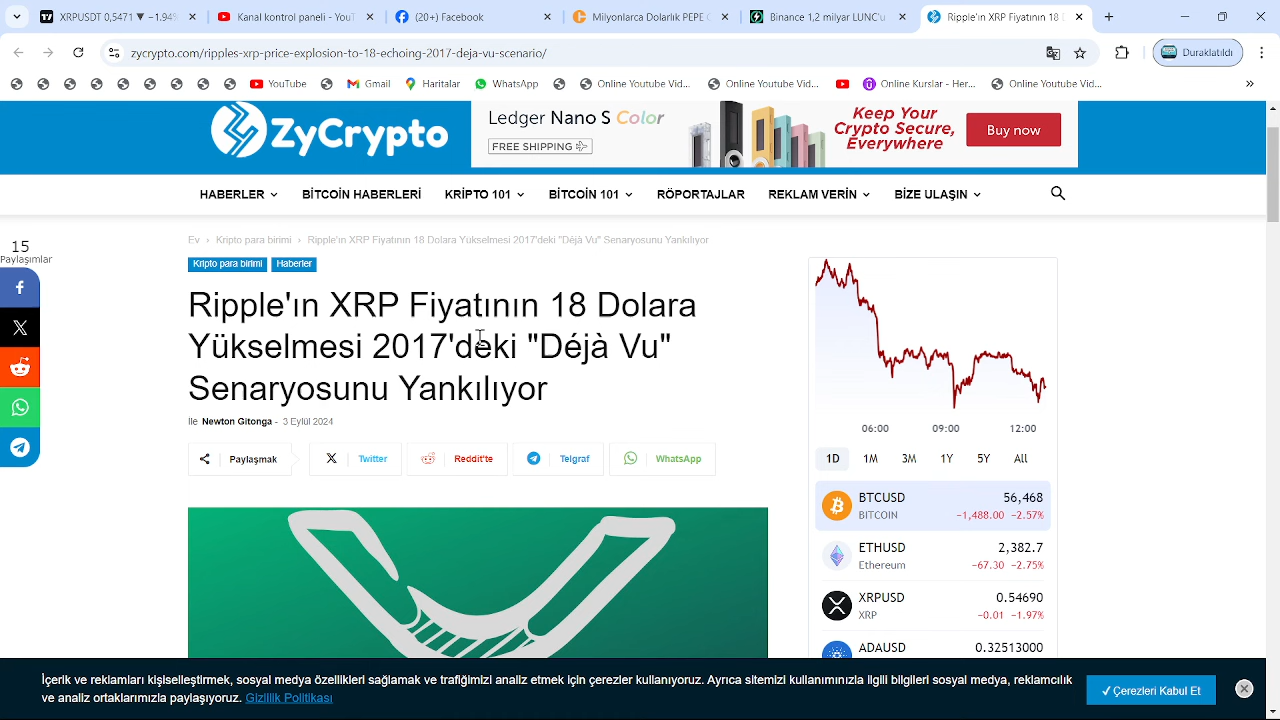 XRPUSD 0,54‎ ▼ −1.94%
(20+) Facebook
Milyarlarca dolarlık PEPE C
Binance 1,2 milyar LUNC
Ripple'ın XRP Fiyatının 18
zycrypto.com/ripples-xrp-price-explosion-to-18-echoing-2017-deja-vu-scenario/
Duraklatıldı
YouTube
Gmail
Haritalar
WhatsApp
Online Youtube Vid...
Online Youtube Vid...
Online Kurslar - Her...
Online Youtube Vid...
ZyCrypto
Ledger Nano S Color
FREE SHIPPING
Keep Your
Crypto Secure,
Everywhere
Buy now
HABERLER
BİTCOİN HABERLERİ
KRİPTO 101
BİTCOİN 101
RÖPORTAJLAR
REKLAM VERİN
BİZE ULAŞIN
15
Paylaşımlar
Ev › Kripto para birimi › Ripple'ın XRP Fiyatının 18 Dolara Yükselmesi 2017'deki "Déjà Vu" Senaryosunu Yankılıyor
Kripto para birimi
Haberler
Ripple'ın XRP Fiyatının 18 Dolara
Yükselmesi 2017'deki "Déjà Vu"
Senaryosunu Yankılıyor
İle Newton Gitonga - 3 Eylül 2024
Paylaşmak
Twitter
Reddit'te
Telgraf
WhatsApp
06:00 09:00 12:00
1D 1M 3M 1Y 5Y All
BTCUSD 56,468
BITCOIN −1,488.00 −2.57%
ETHUSD 2,382.7
Ethereum −67.30 −2.75%
XRPUSD 0.54690
XRP −0.01 −1.97%
ADAUSD 0.32513000
İçerik ve reklamları kişiselleştirmek, sosyal medya özellikleri sağlamak ve trafiğimizi analiz etmek için çerezler kullanıyoruz. Ayrıca sitemizi kullanımınızla ilgili bilgileri sosyal medya, reklamcılık
ve analiz ortaklarımızla paylaşıyoruz. Gizlilik Politikası
✓ Çerezleri Kabul Et